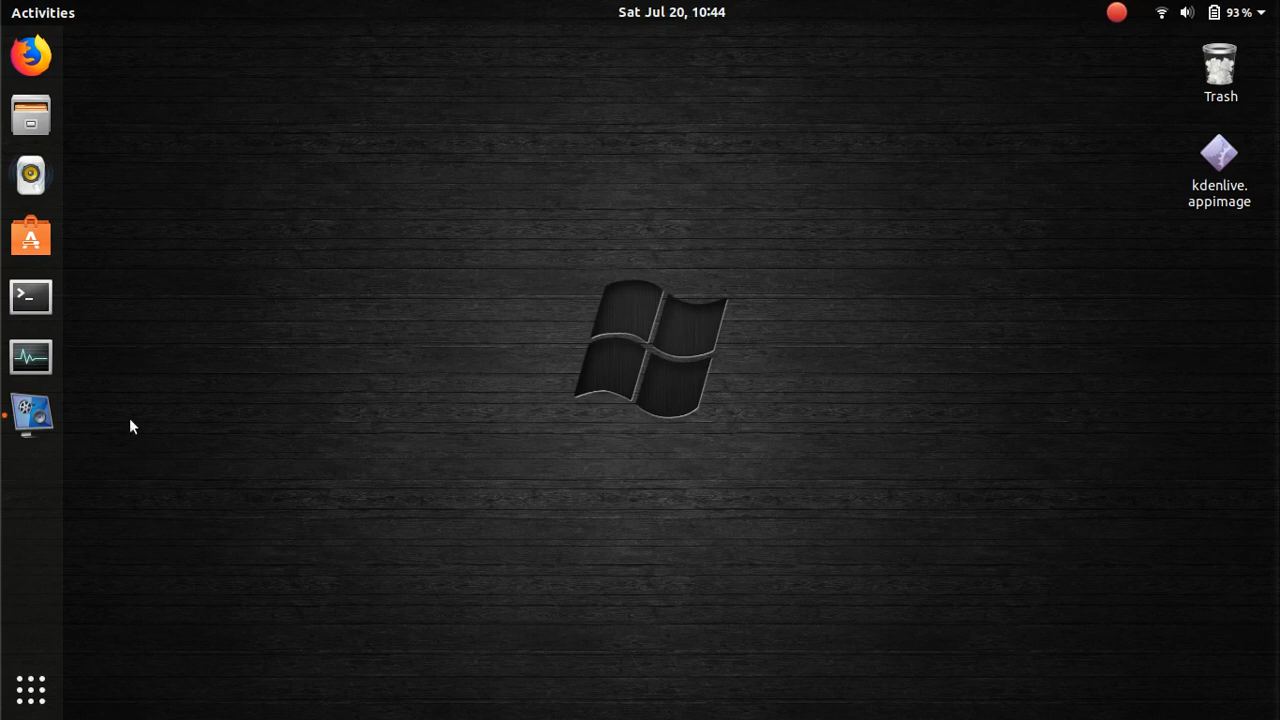 Activities
Sat Jul 20, 10:44
93 %
Trash
kdenlive.
appimage